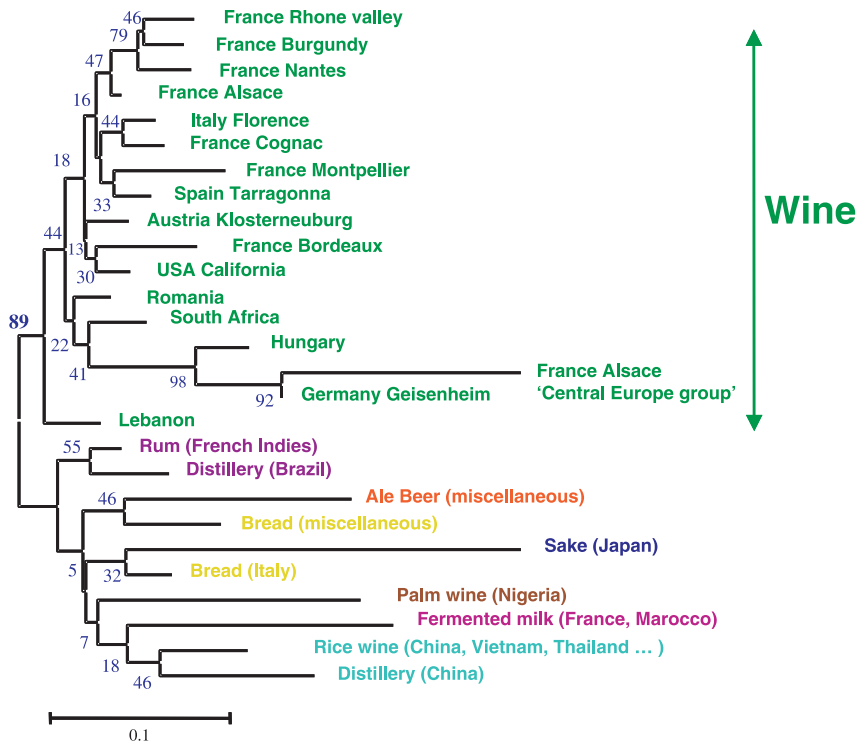 46
France Rhone valley
79
France Burgundy
47
France Nantes
16
France Alsace
44
Italy Florence
France Cognac
18
France Montpellier
33
Spain Tarragonna
Wine
44
Austria Klosterneuburg
13
France Bordeaux
30
USA California
Romania
89
South Africa
22
Hungary
41
98
France Alsace
92
Germany Geisenheim
'Central Europe group'
Lebanon
55
Rum (French Indies)
Distillery (Brazil)
46
Ale Beer (miscellaneous)
Bread (miscellaneous)
Sake (Japan)
5
32
Bread (Italy)
Palm wine (Nigeria)
Fermented milk (France, Marocco)
7
Rice wine (China, Vietnam, Thailand ... )
18
46
Distillery (China)
0.1